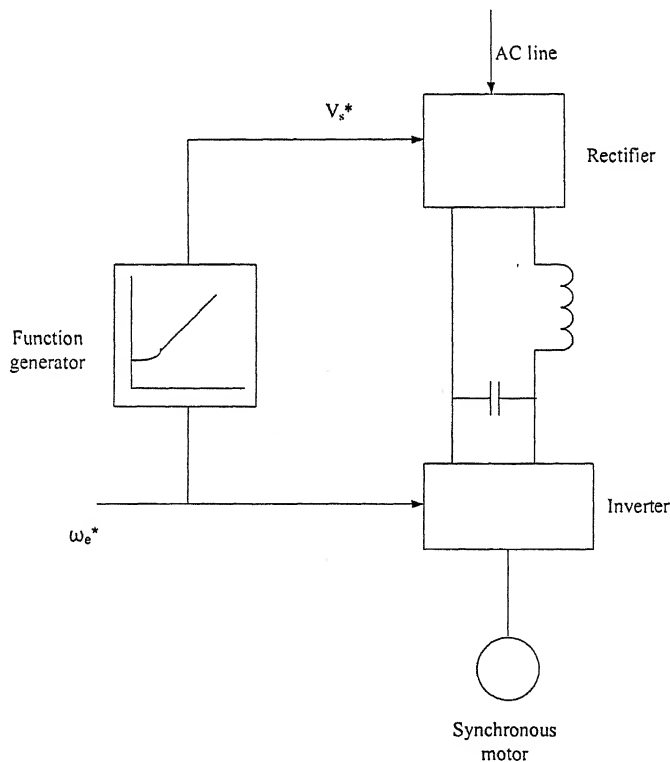 AC line
V_s*
Rectifier
Function
generator
Inverter
ω_e*
Synchronous
motor